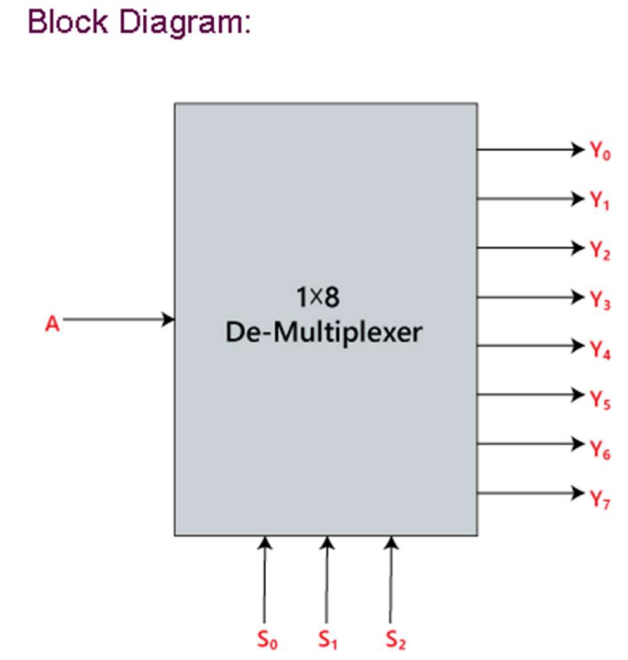 Block Diagram:
Y₀
Y₁
Y₂
1×8
Y₃
A
De-Multiplexer
Y₄
Y₅
Y₆
Y₇
S₀ S₁ S₂